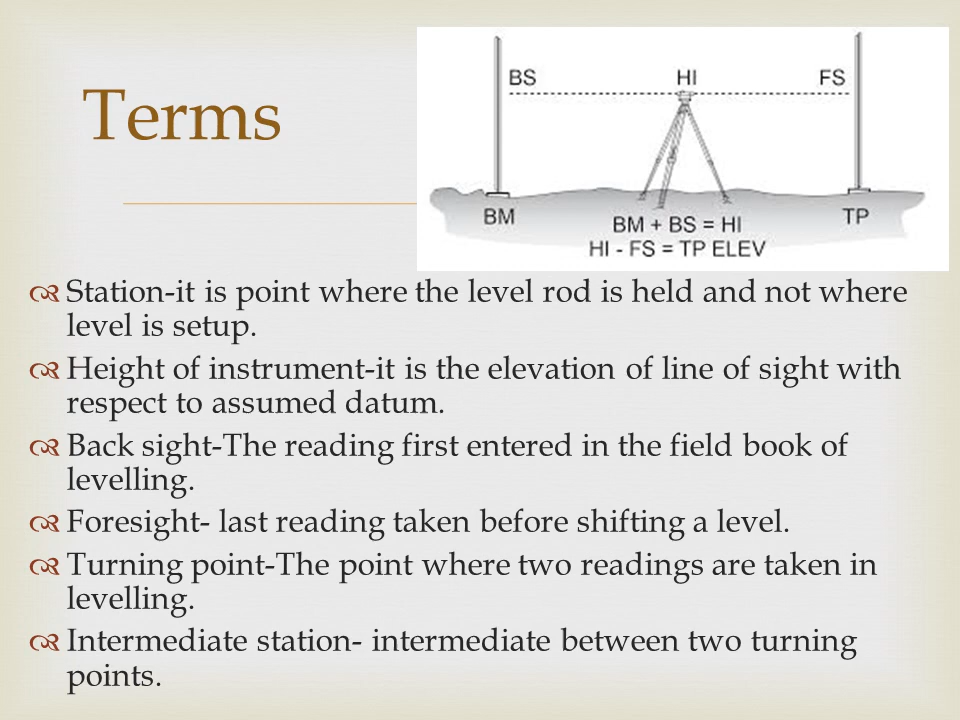 Terms
BS HI FS
BM TP
BM + BS = HI
HI - FS = TP ELEV
Station-it is point where the level rod is held and not where
level is setup.
Height of instrument-it is the elevation of line of sight with
respect to assumed datum.
Back sight-The reading first entered in the field book of
levelling.
Foresight- last reading taken before shifting a level.
Turning point-The point where two readings are taken in
levelling.
Intermediate station- intermediate between two turning
points.